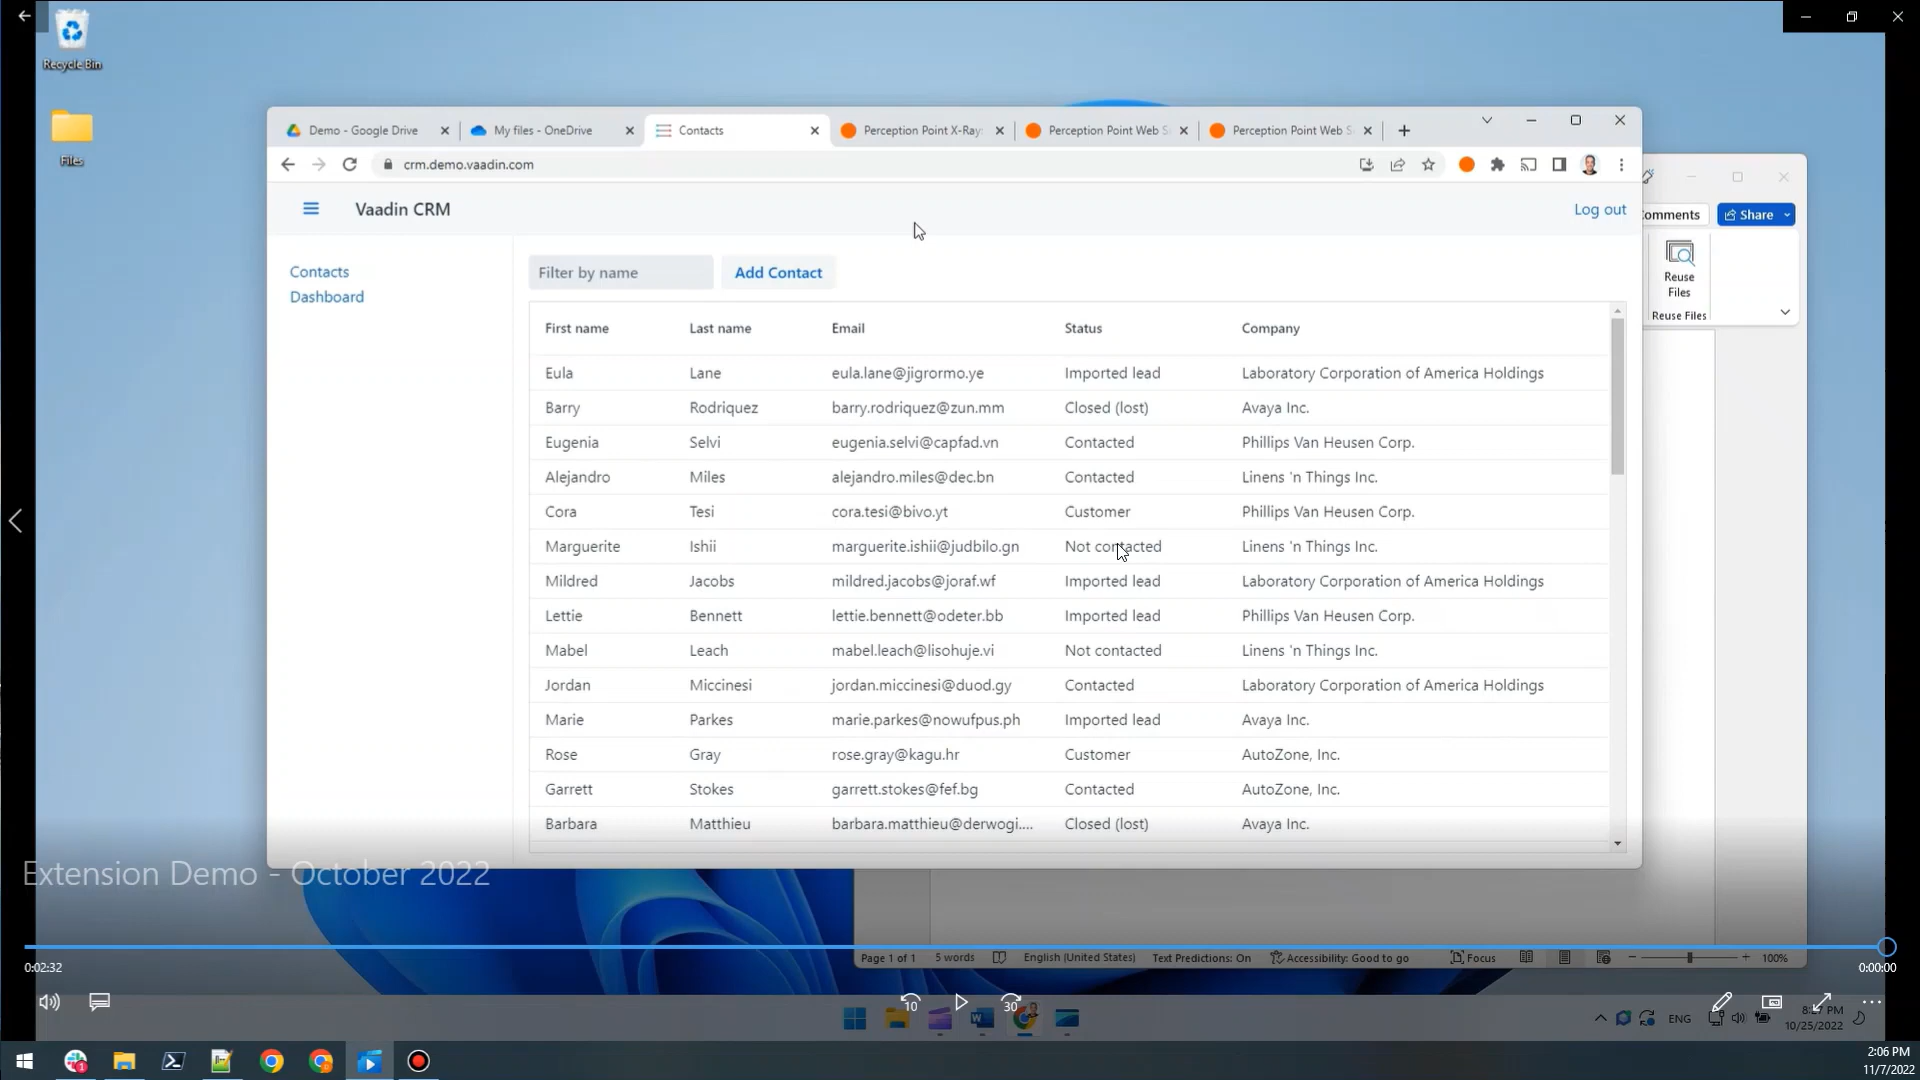 Recycle Bin
Files
Demo - Google Drive
My files - OneDrive
Contacts
Perception Point X-Ray
Perception Point Web S
Perception Point Web S
crm.demo.vaadin.com
Vaadin CRM
Log out
omments
Share
Reuse
Files
Reuse Files
Contacts
Dashboard
Filter by name
Add Contact
First name Last name Email Status Company
Eula Lane eula.lane@jigrormo.ye Imported lead Laboratory Corporation of America Holdings
Barry Rodriquez barry.rodriquez@zun.mm Closed (lost) Avaya Inc.
Eugenia Selvi eugenia.selvi@capfad.vn Contacted Phillips Van Heusen Corp.
Alejandro Miles alejandro.miles@dec.bn Contacted Linens 'n Things Inc.
Cora Tesi cora.tesi@bivo.yt Customer Phillips Van Heusen Corp.
Marguerite Ishii marguerite.ishii@judbilo.gn Not contacted Linens 'n Things Inc.
Mildred Jacobs mildred.jacobs@joraf.wf Imported lead Laboratory Corporation of America Holdings
Lettie Bennett lettie.bennett@odeter.bb Imported lead Phillips Van Heusen Corp.
Mabel Leach mabel.leach@lisohuje.vi Not contacted Linens 'n Things Inc.
Jordan Miccinesi jordan.miccinesi@duod.gy Contacted Laboratory Corporation of America Holdings
Marie Parkes marie.parkes@nowufpus.ph Imported lead Avaya Inc.
Rose Gray rose.gray@kagu.hr Customer AutoZone, Inc.
Garrett Stokes garrett.stokes@fef.bg Contacted AutoZone, Inc.
Barbara Matthieu barbara.matthieu@derwogi.... Closed (lost) Avaya Inc.
Extension Demo - October 2022
Page 1 of 1 5 words English (United States) Text Predictions: On Accessibility: Good to go Focus 100%
0:02:32
0:00:00
10
30
ENG
PM
10/25/2022
2:06 PM
11/7/2022